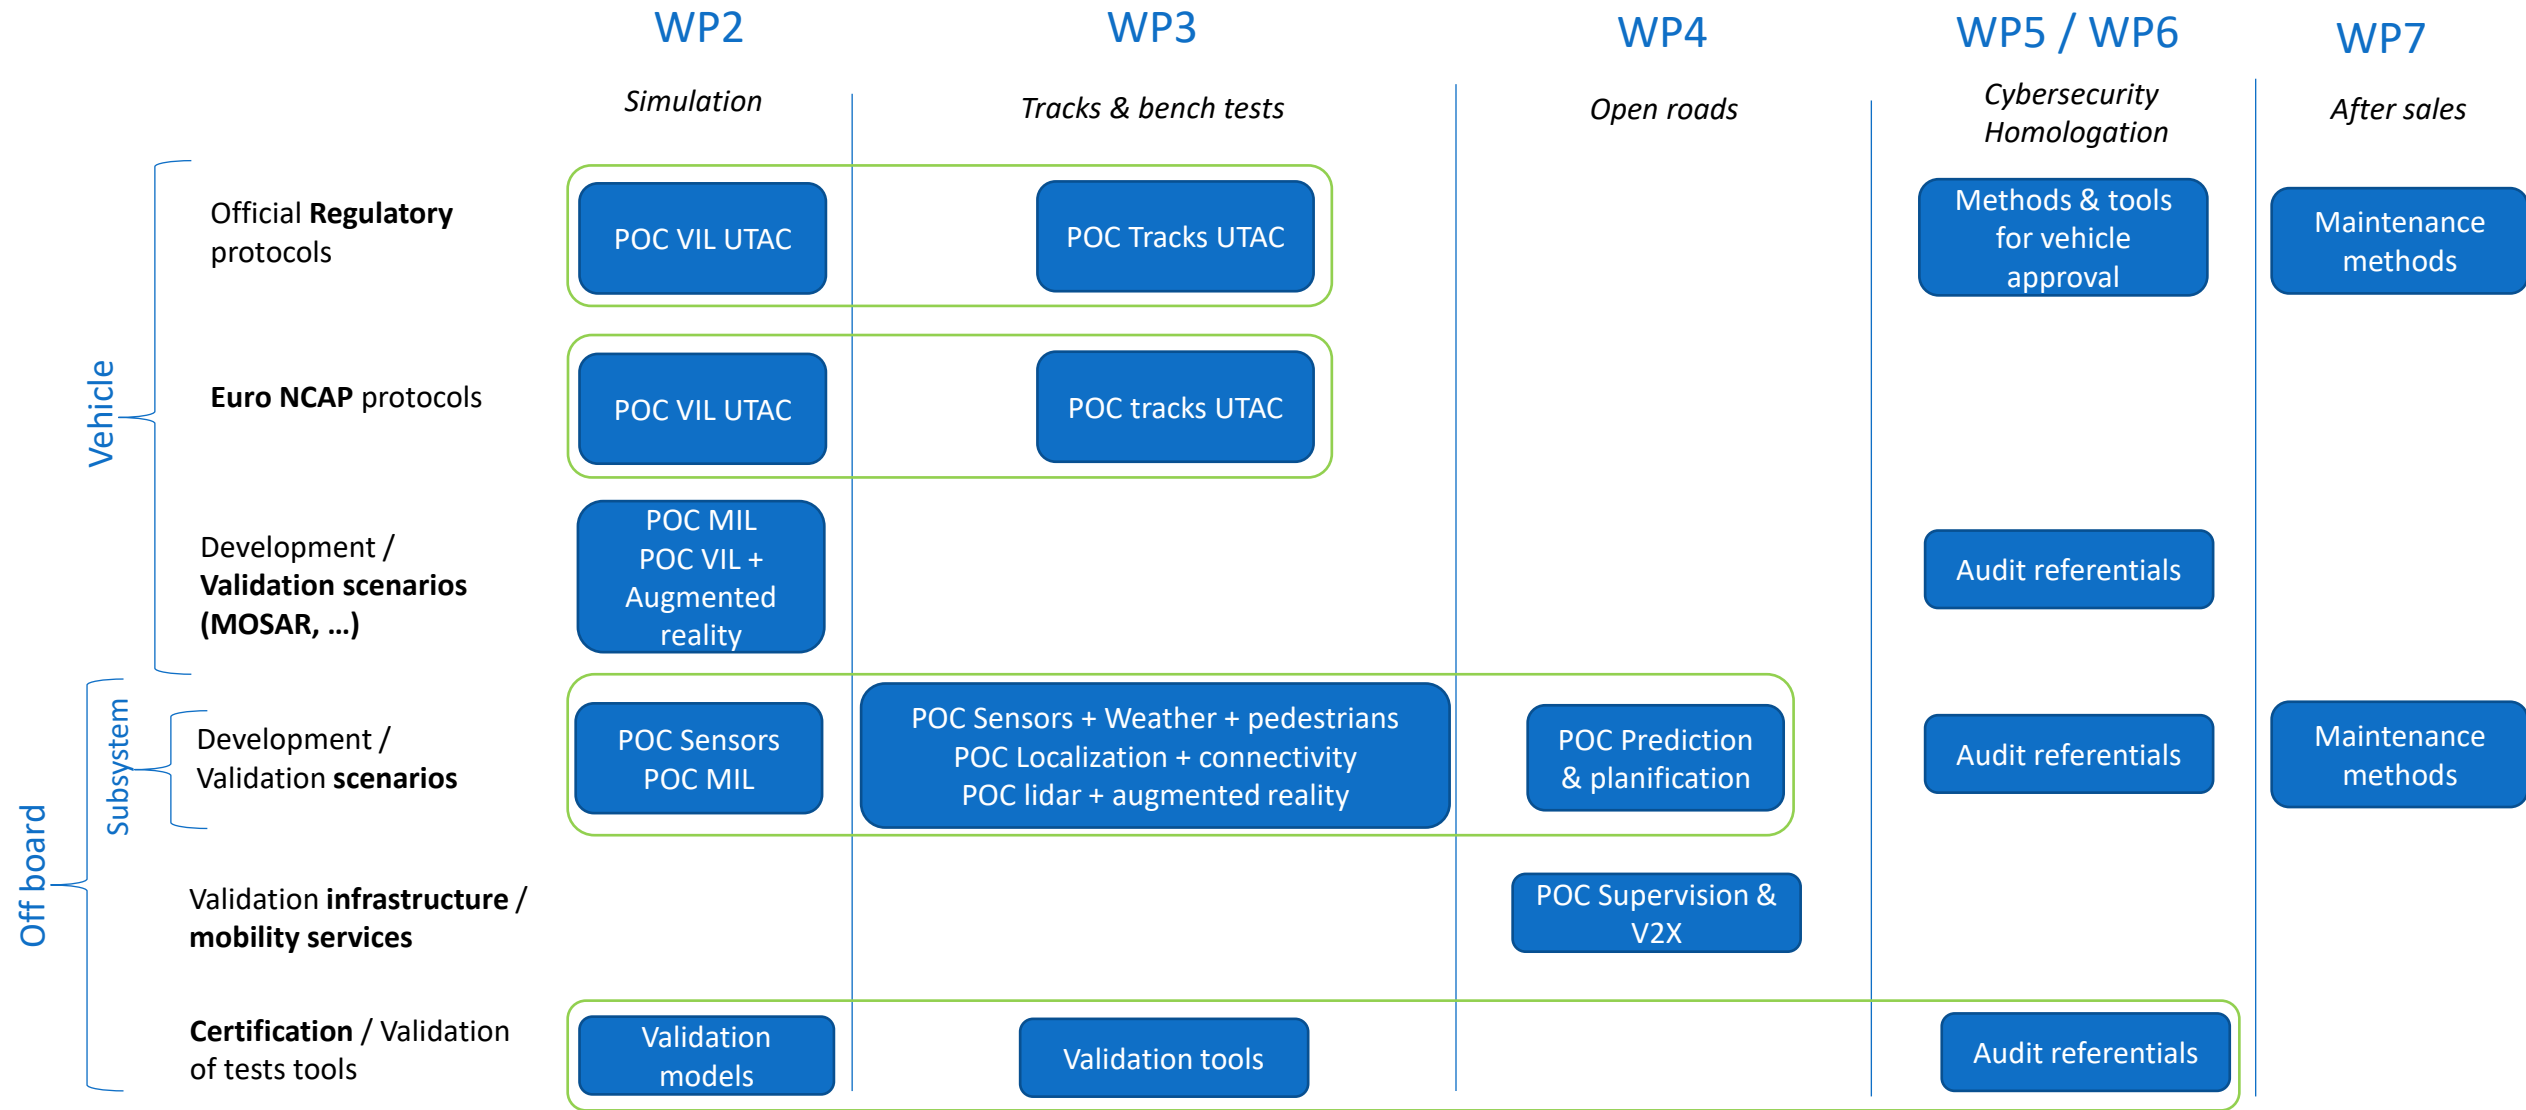 WP2
WP3
WP4
WP5 / WP6
WP7
Simulation
Tracks & bench tests
Open roads
Cybersecurity
Homologation
After sales
Vehicle
Official Regulatory
protocols
POC VIL UTAC
POC Tracks UTAC
Methods & tools
for vehicle
approval
Maintenance
methods
Euro NCAP protocols
POC VIL UTAC
POC tracks UTAC
Development /
Validation scenarios
(MOSAR, ...)
POC MIL
POC VIL +
Augmented
reality
Audit referentials
Off board
Subsystem
Development /
Validation scenarios
POC Sensors
POC MIL
POC Sensors + Weather + pedestrians
POC Localization + connectivity
POC lidar + augmented reality
POC Prediction
& planification
Audit referentials
Maintenance
methods
Validation infrastructure /
mobility services
POC Supervision &
V2X
Certification / Validation
of tests tools
Validation
models
Validation tools
Audit referentials